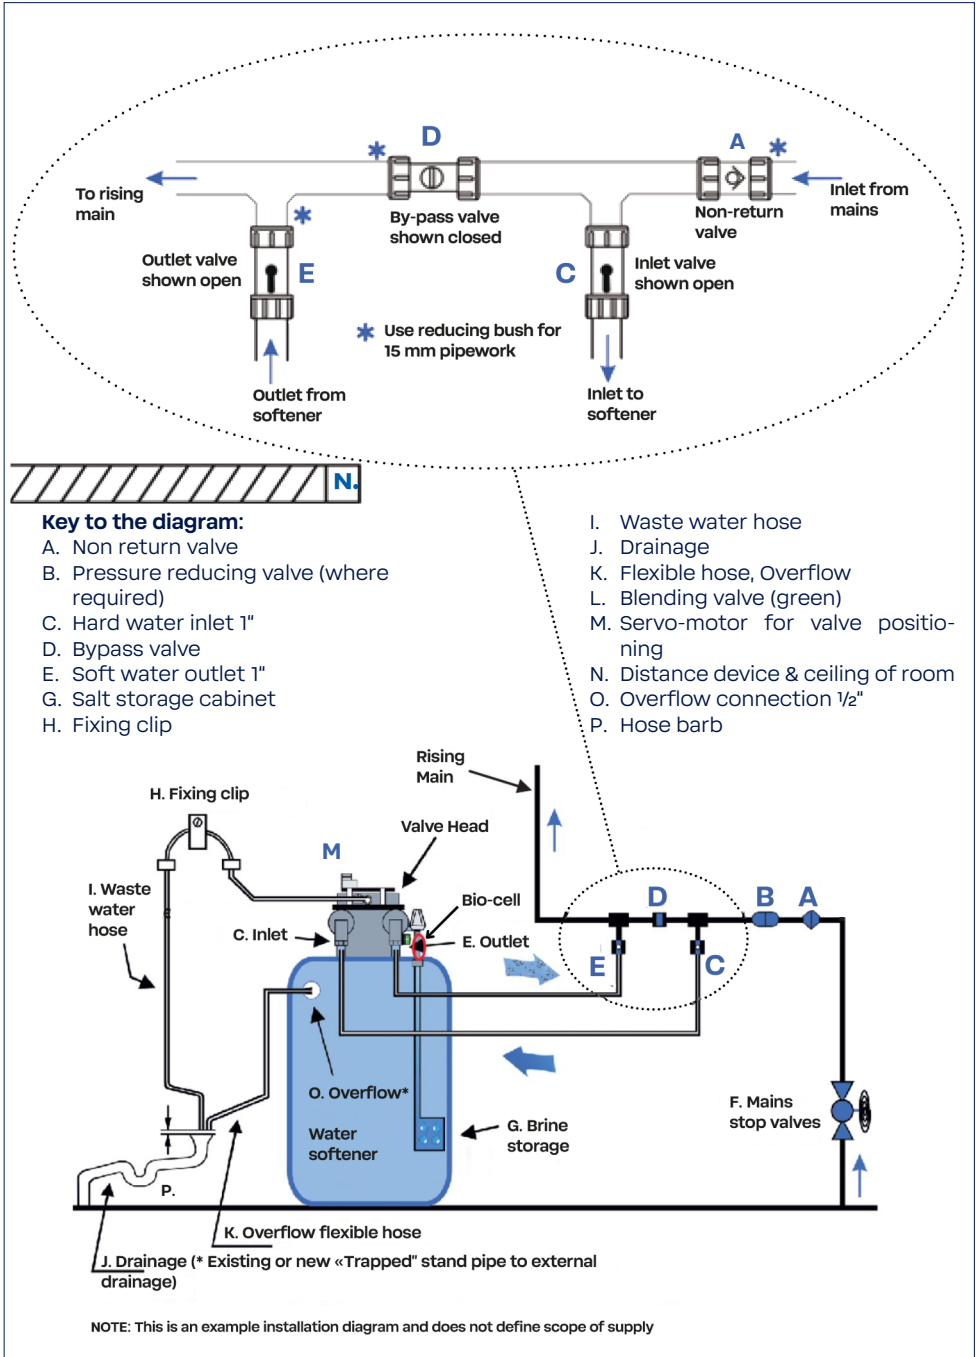 D
A
To rising
main
By-pass valve
shown closed
Non-return
valve
Inlet from
mains
Outlet valve
shown open
E
C
Inlet valve
shown open
Use reducing bush for
15 mm pipework
Outlet from
softener
Inlet to
softener
N.
Key to the diagram:
A. Non return valve
B. Pressure reducing valve (where
required)
C. Hard water inlet 1"
D. Bypass valve
E. Soft water outlet 1"
G. Salt storage cabinet
H. Fixing clip
I. Waste water hose
J. Drainage
K. Flexible hose, Overflow
L. Blending valve (green)
M. Servo-motor for valve positio-
ning
N. Distance device & ceiling of room
O. Overflow connection ½"
P. Hose barb
Rising
Main
H. Fixing clip
Valve Head
M
I. Waste
water
hose
Bio-cell
C. Inlet
E. Outlet
D
B
A
E
C
O. Overflow*
Water
softener
G. Brine
storage
F. Mains
stop valves
P.
K. Overflow flexible hose
J. Drainage (* Existing or new «Trapped" stand pipe to external
drainage)
NOTE: This is an example installation diagram and does not define scope of supply